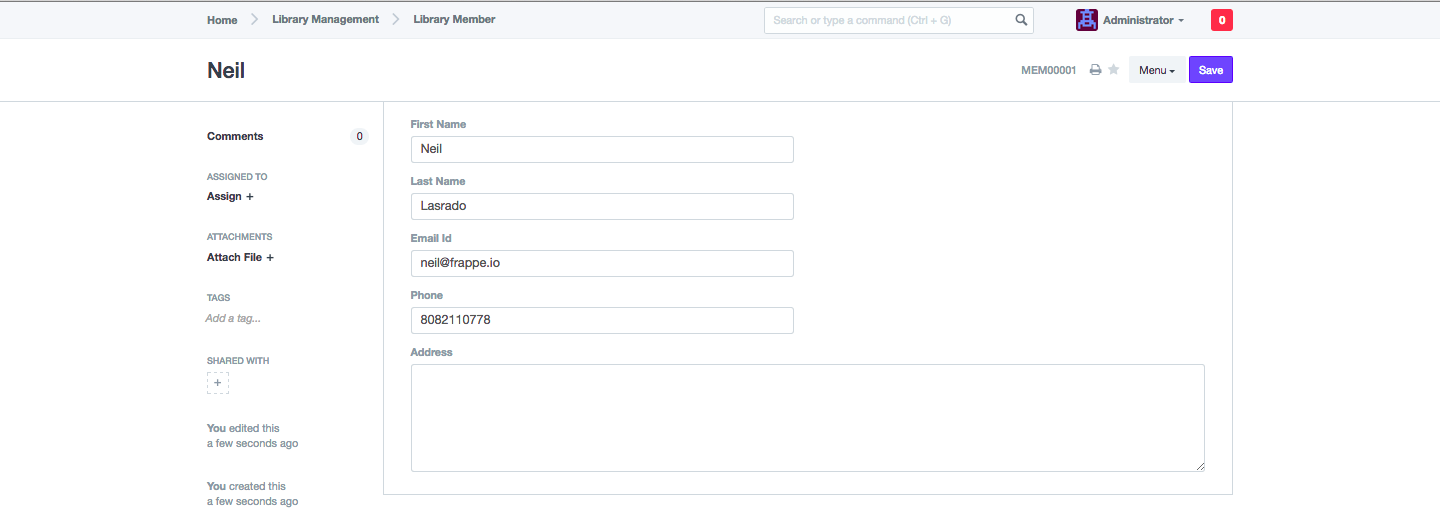 Home Library Management Library Member Search or type a command (Ctrl + G) Administrator 0
Neil MEM00001 Menu Save
Comments 0
ASSIGNED TO
Assign +
ATTACHMENTS
Attach File +
TAGS
Add a tag...
SHARED WITH
+
You edited this
a few seconds ago
You created this
a few seconds ago
First Name
Neil
Last Name
Lasrado
Email Id
neil@frappe.io
Phone
8082110778
Address